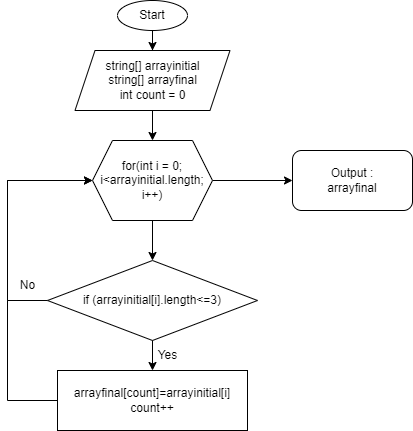 Start
string[] arrayinitial
string[] arrayfinal
int count = 0
for(int i = 0;
i<arrayinitial.length;
i++)
Output :
arrayfinal
if (arrayinitial[i].length<=3)
No
Yes
arrayfinal[count]=arrayinitial[i]
count++